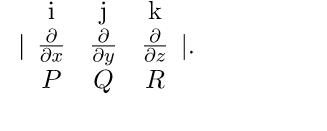 i j k
| ∂/∂x ∂/∂y ∂/∂z |.
P Q R